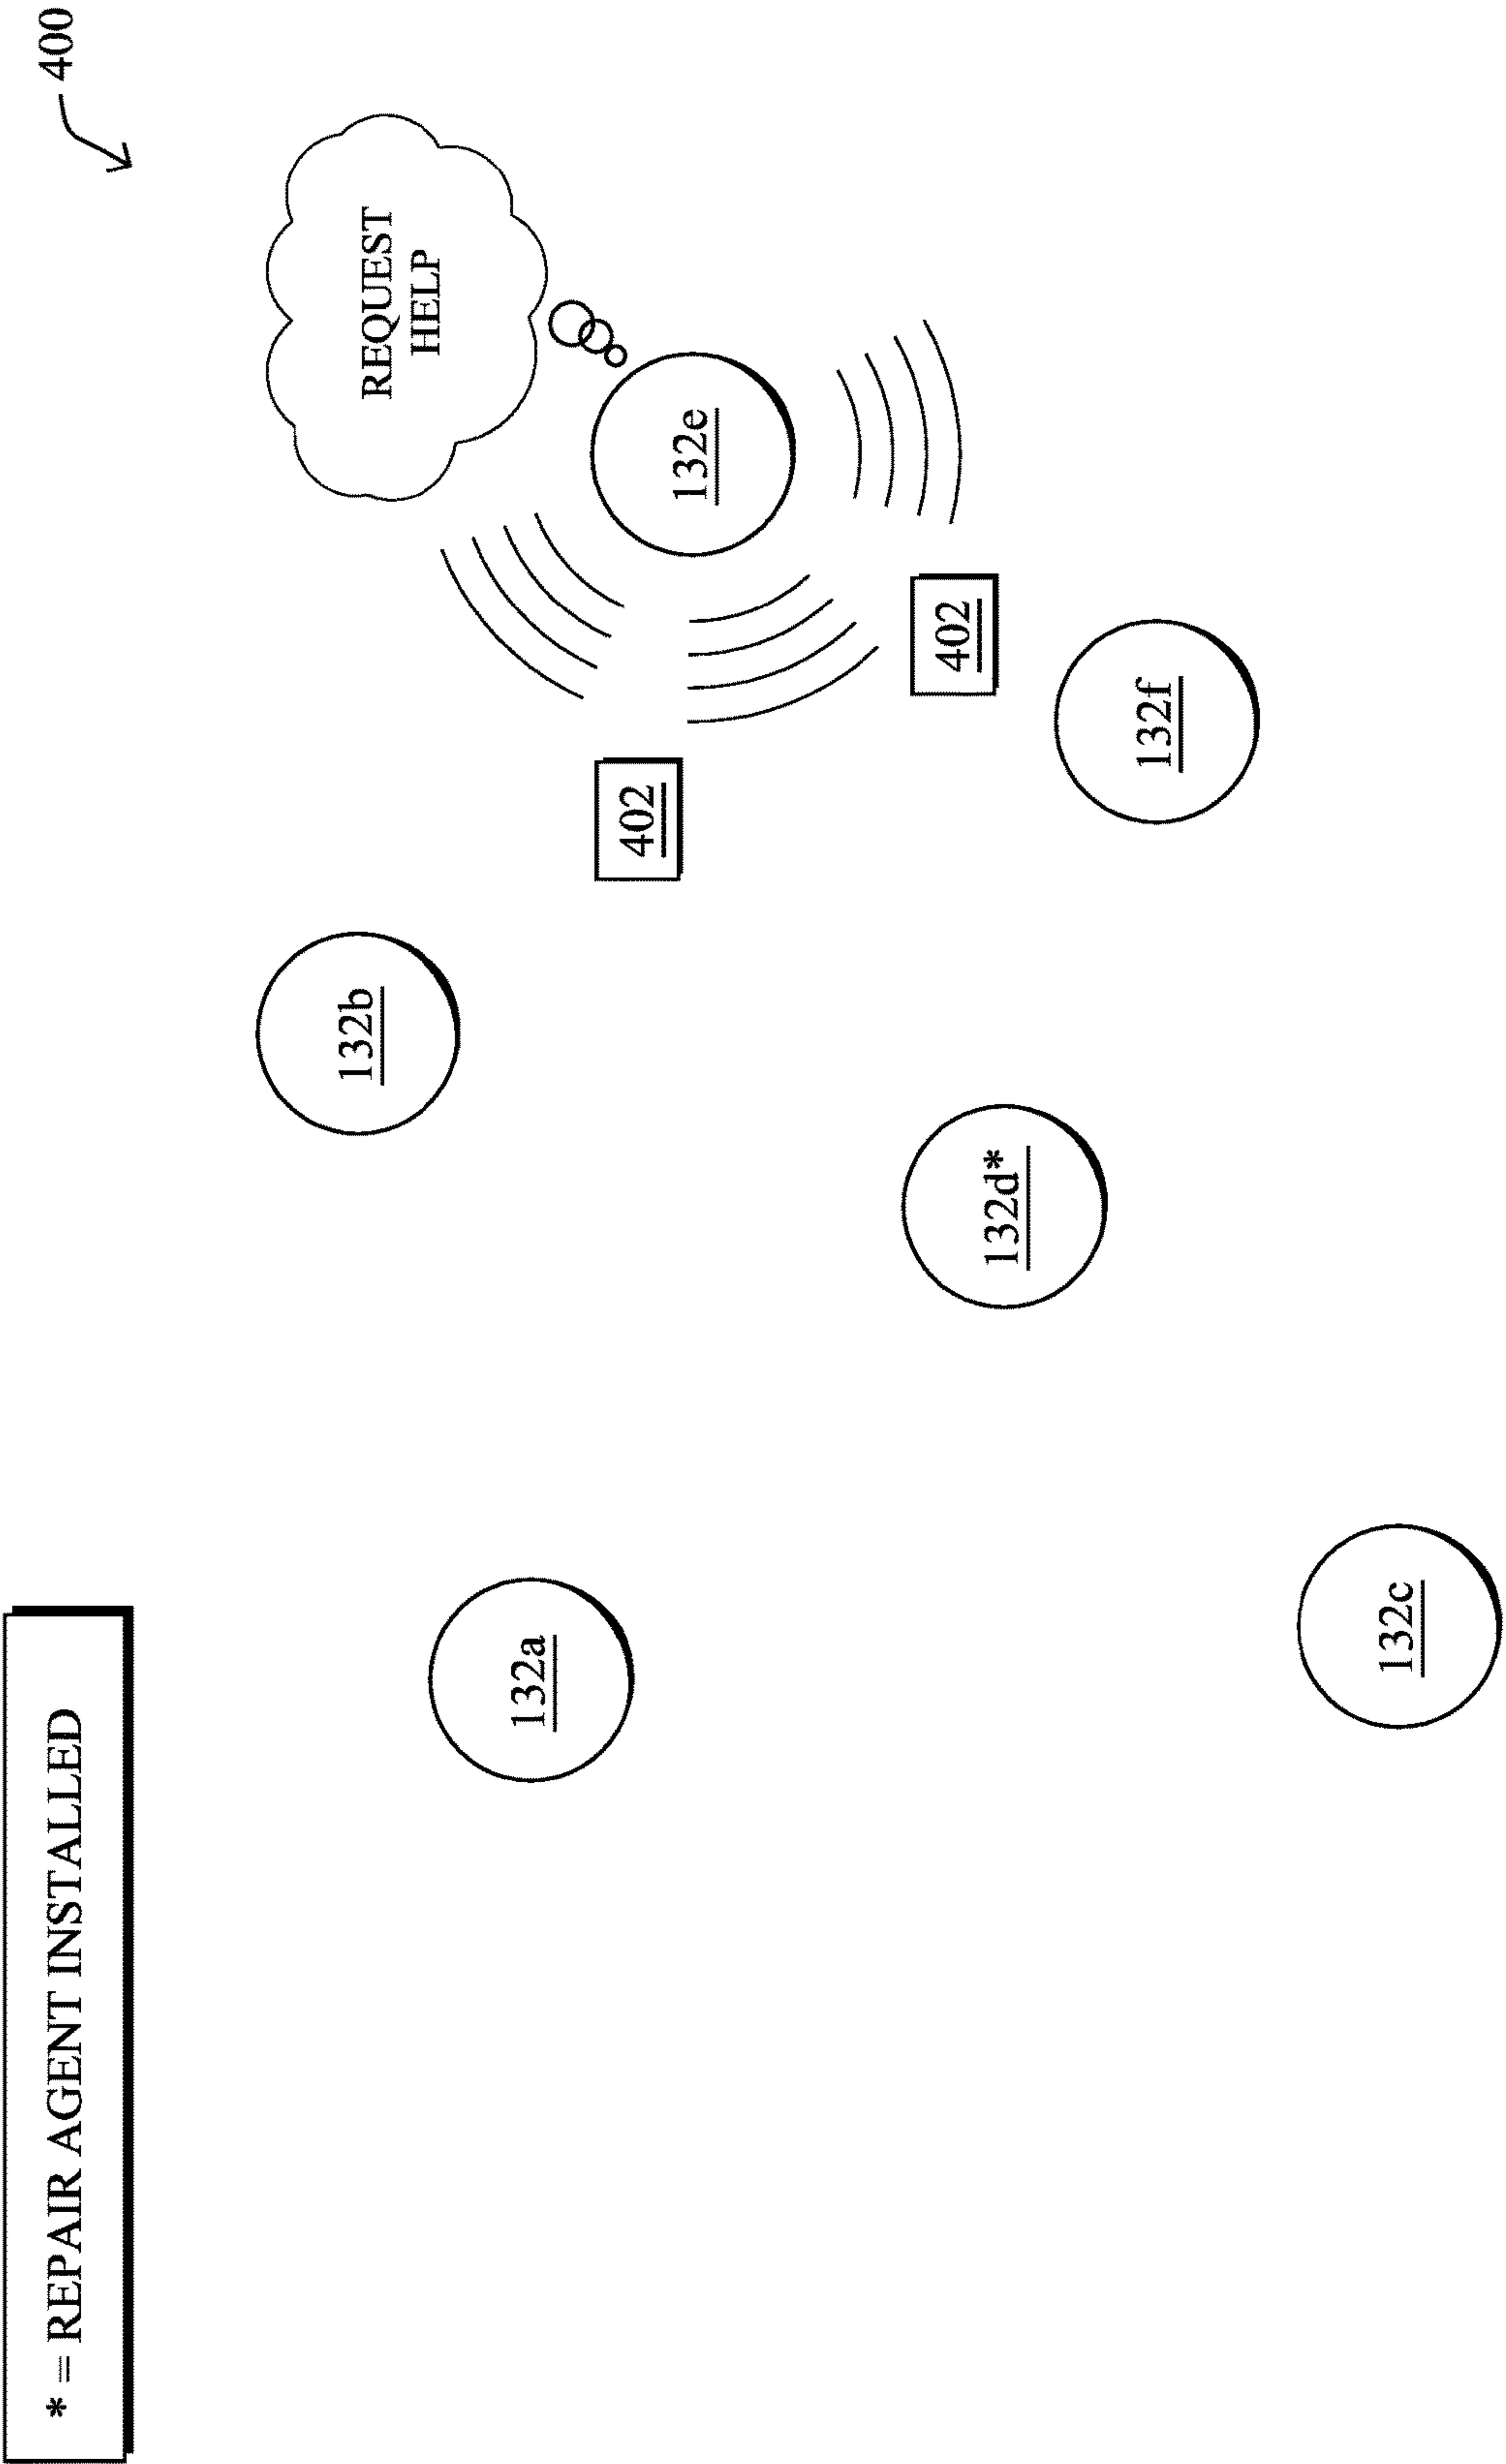 * = REPAIR AGENT INSTALLED
400
REQUEST
HELP
132b
132a
132e
402
402
132d*
132f
132c